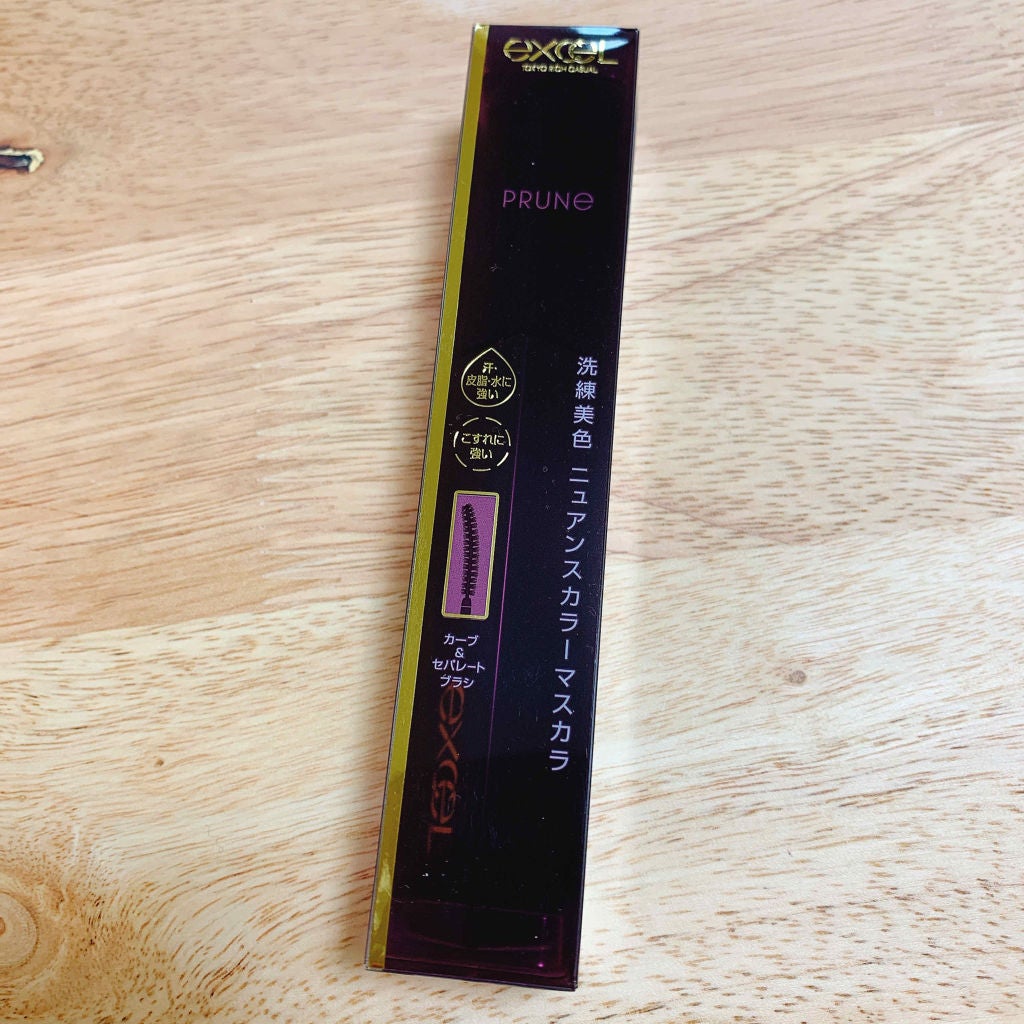 excel
TOKYO RICH CASUAL
PRUNe
洗練美色 ニュアンスカラーマスカラ
汗・
皮脂・水に
強い
こすれに
強い
カーブ
&
セパレート
ブラシ
excel